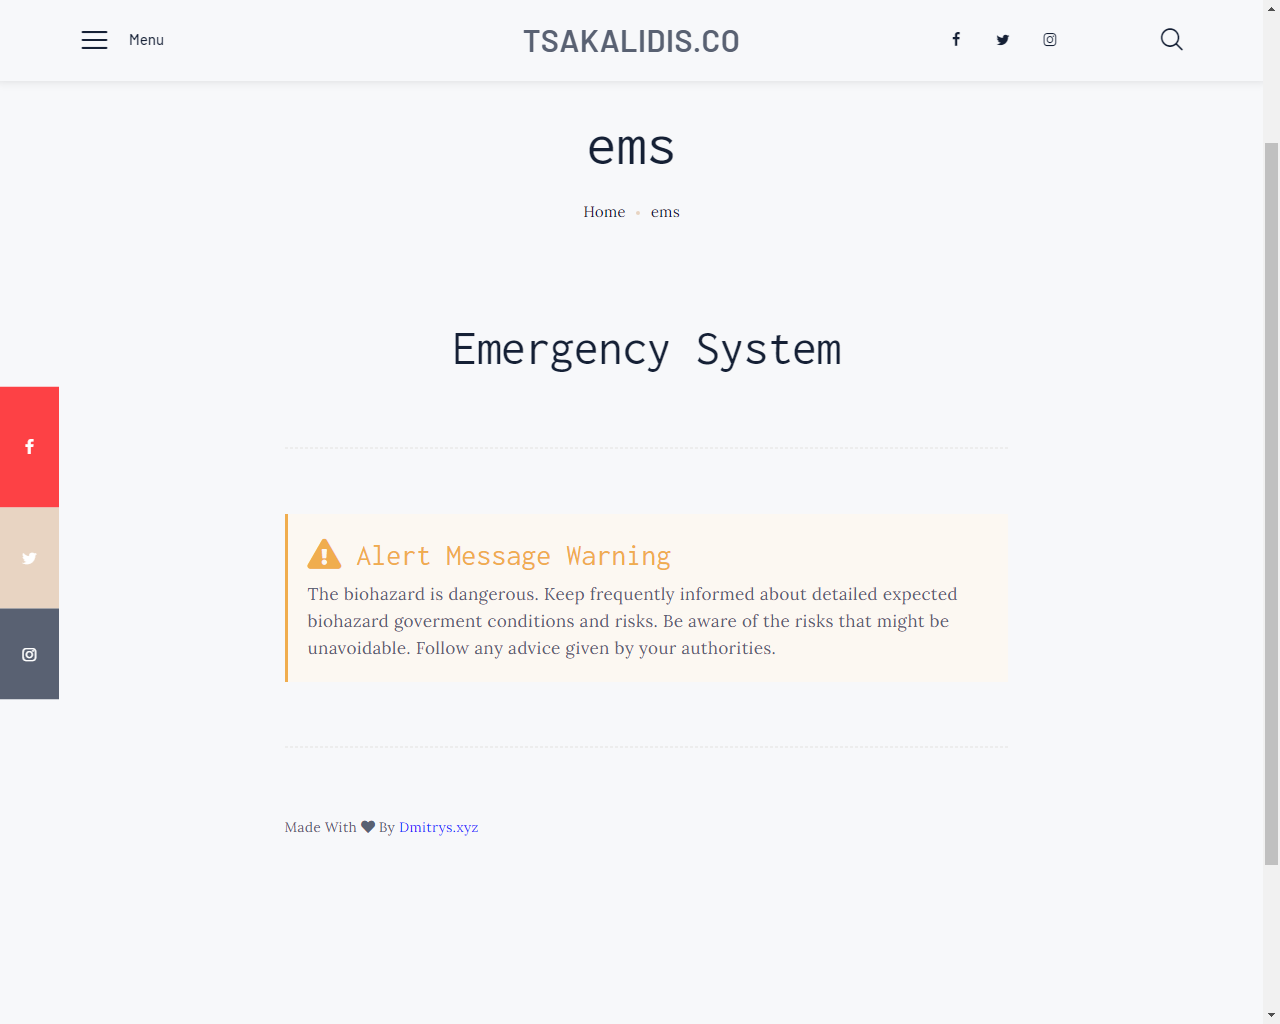 Menu
TSAKALIDIS.CO
ems
Home • ems
Emergency System
Alert Message Warning
The biohazard is dangerous. Keep frequently informed about detailed expected
biohazard goverment conditions and risks. Be aware of the risks that might be
unavoidable. Follow any advice given by your authorities.
Made With ♥ By Dmitrys.xyz